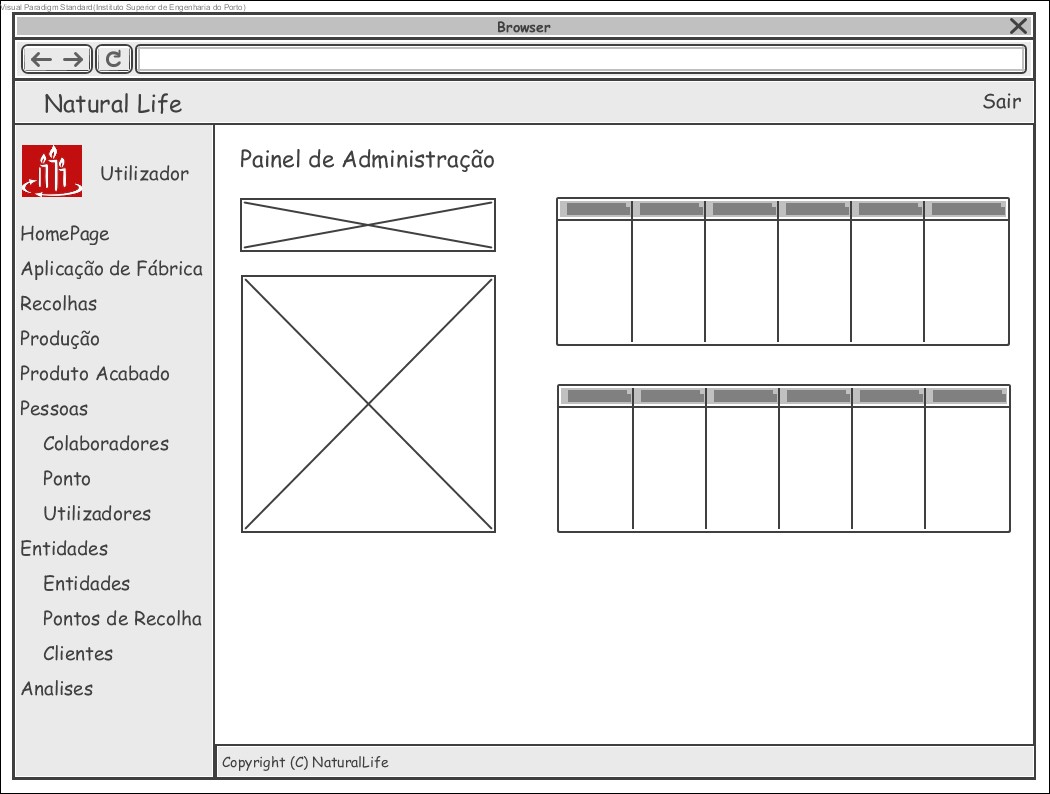 Visual Paradigm Standard(Instituto Superior de Engenharia do Porto)
Browser
Natural Life
Sair
Utilizador
Painel de Administração
HomePage
Aplicação de Fábrica
Recolhas
Produção
Produto Acabado
Pessoas
Colaboradores
Ponto
Utilizadores
Entidades
Entidades
Pontos de Recolha
Clientes
Analises
Copyright (C) NaturalLife